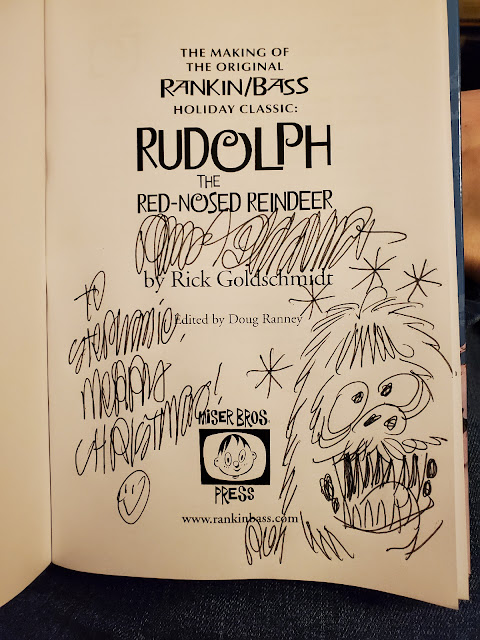 THE MAKING OF
THE ORIGINAL
RANKIN/BASS
HOLIDAY CLASSIC:
RUDOLPH
THE
RED-NOSED REINDEER
by Rick Goldschmidt
Edited by Doug Ranney
to
Stephanie,
MERRY
CHRISTMAS!
MISER BROS.
PRESS
www.rankinbass.com